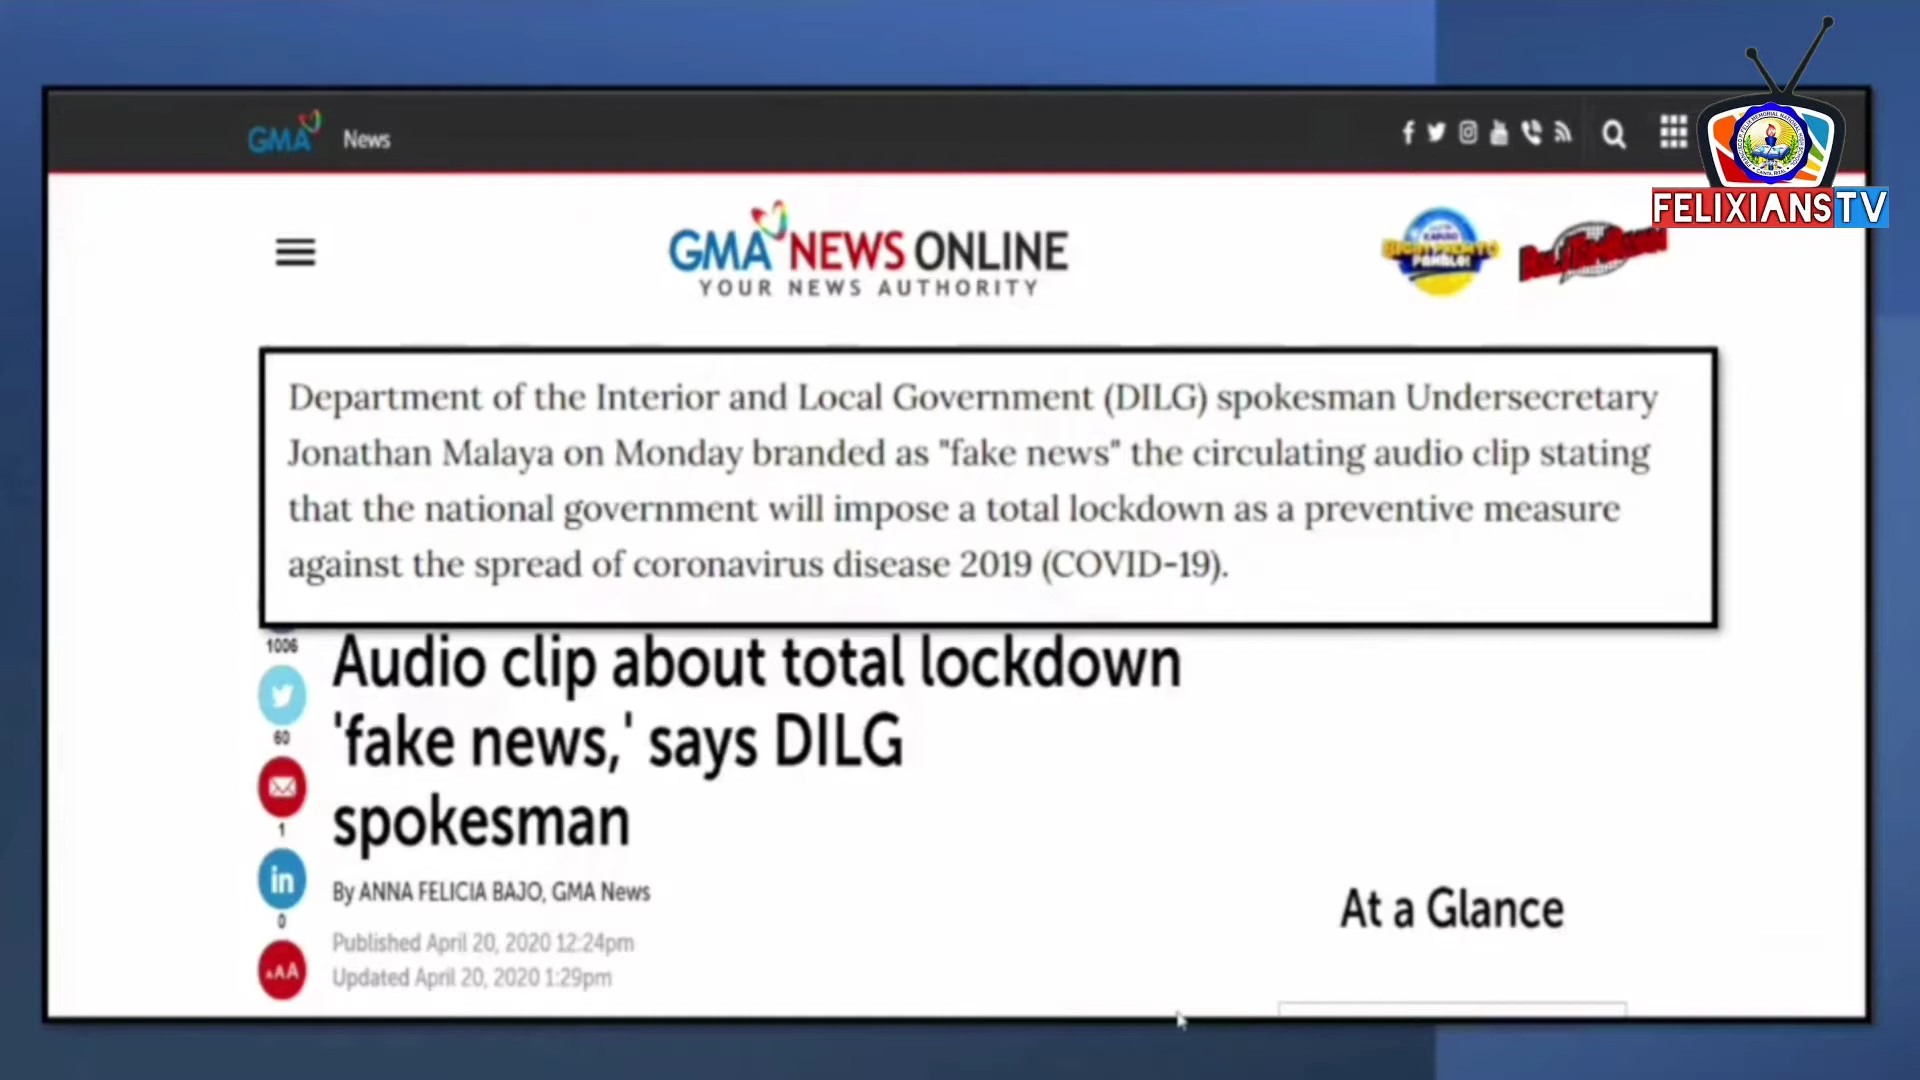 GMA News
FELIXIANSTV
GMA NEWS ONLINE
YOUR NEWS AUTHORITY
Department of the Interior and Local Government (DILG) spokesman Undersecretary
Jonathan Malaya on Monday branded as "fake news" the circulating audio clip stating
that the national government will impose a total lockdown as a preventive measure
against the spread of coronavirus disease 2019 (COVID-19).
1006
60
1
in
0
AAA
Audio clip about total lockdown
'fake news,' says DILG
spokesman
By ANNA FELICIA BAJO, GMA News
Published April 20, 2020 12:24pm
Updated April 20, 2020 1:29pm
At a Glance